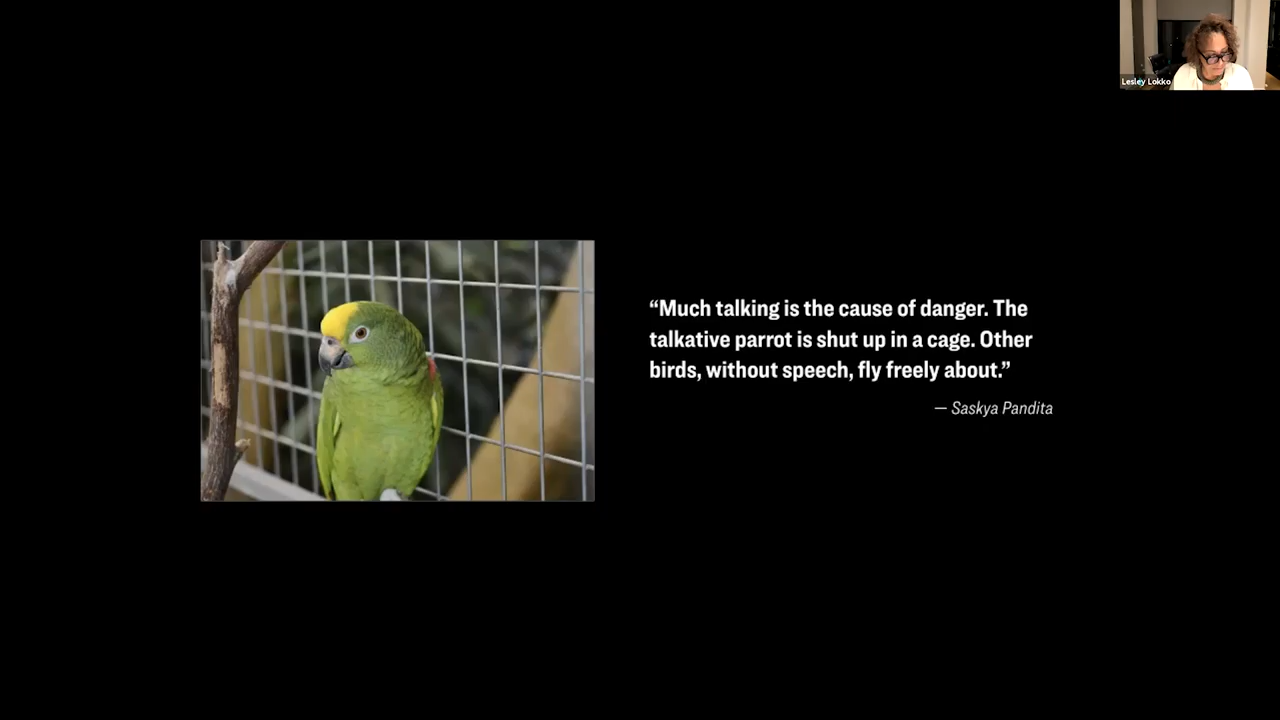 Lesley Lokko
“Much talking is the cause of danger. The
talkative parrot is shut up in a cage. Other
birds, without speech, fly freely about.”
— Saskya Pandita